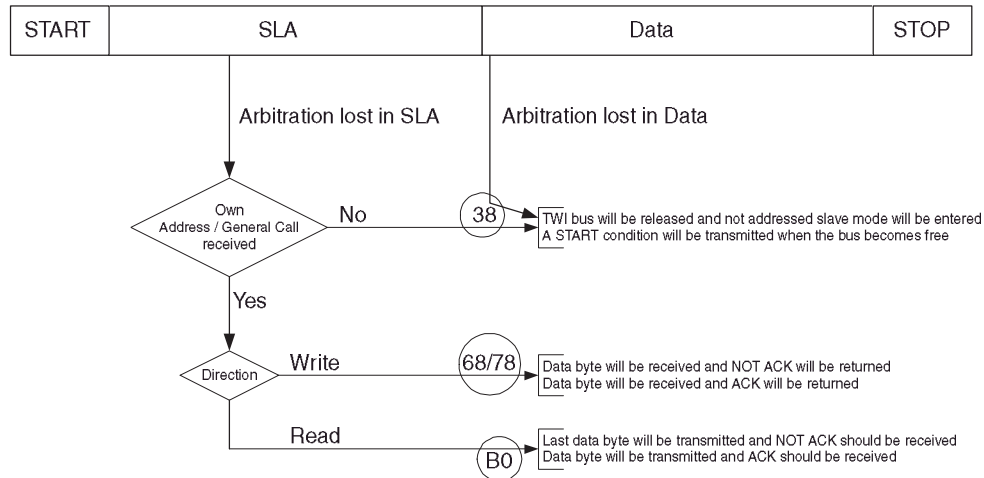 START
SLA
Data
STOP
Arbitration lost in SLA
Arbitration lost in Data
Own
Address / General Call
received
No
38
TWI bus will be released and not addressed slave mode will be entered
A START condition will be transmitted when the bus becomes free
Yes
Direction
Write
68/78
Data byte will be received and NOT ACK will be returned
Data byte will be received and ACK will be returned
Read
B0
Last data byte will be transmitted and NOT ACK should be received
Data byte will be transmitted and ACK should be received